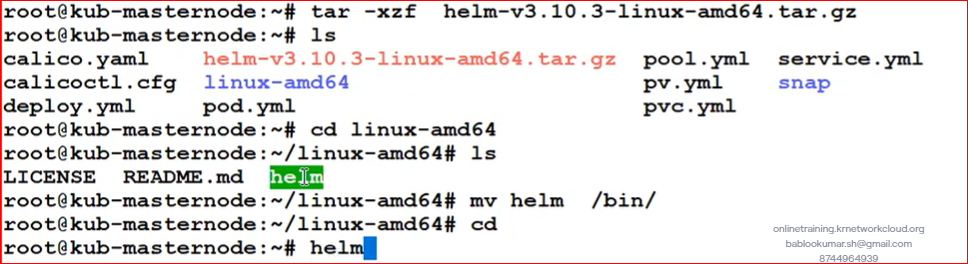 root@kub-masternode:~# tar -xzf  helm-v3.10.3-linux-amd64.tar.gz
root@kub-masternode:~# ls
calico.yaml    helm-v3.10.3-linux-amd64.tar.gz  pool.yml  service.yml
calicoctl.cfg  linux-amd64                      pv.yml    snap
deploy.yml     pod.yml                          pvc.yml
root@kub-masternode:~# cd linux-amd64
root@kub-masternode:~/linux-amd64# ls
LICENSE  README.md  helm
root@kub-masternode:~/linux-amd64# mv helm  /bin/
root@kub-masternode:~/linux-amd64# cd
root@kub-masternode:~# helm
onlinetraining.krnetworkcloud.org
bablookumar.sh@gmail.com
8744964939